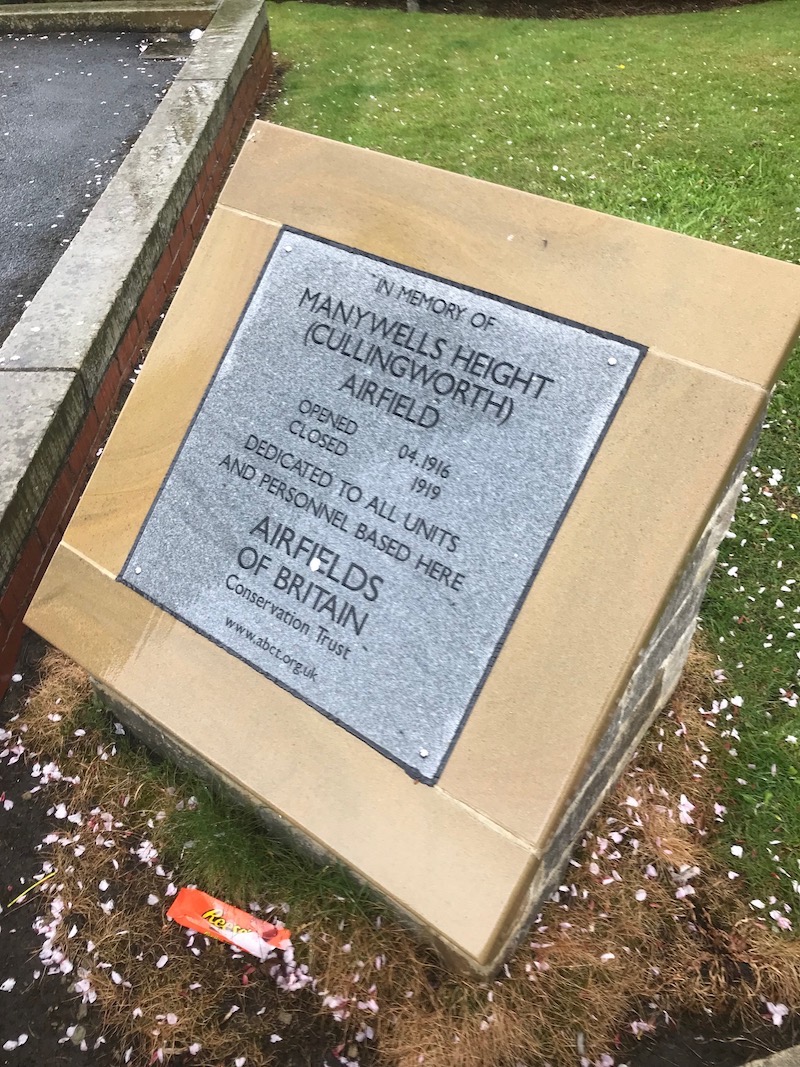 IN MEMORY OF
MANYWELLS HEIGHT
(CULLINGWORTH)
AIRFIELD
OPENED 04.1916
CLOSED 1919
DEDICATED TO ALL UNITS
AND PERSONNEL BASED HERE
AIRFIELDS
OF BRITAIN
Conservation Trust
www.abct.org.uk
Reese's